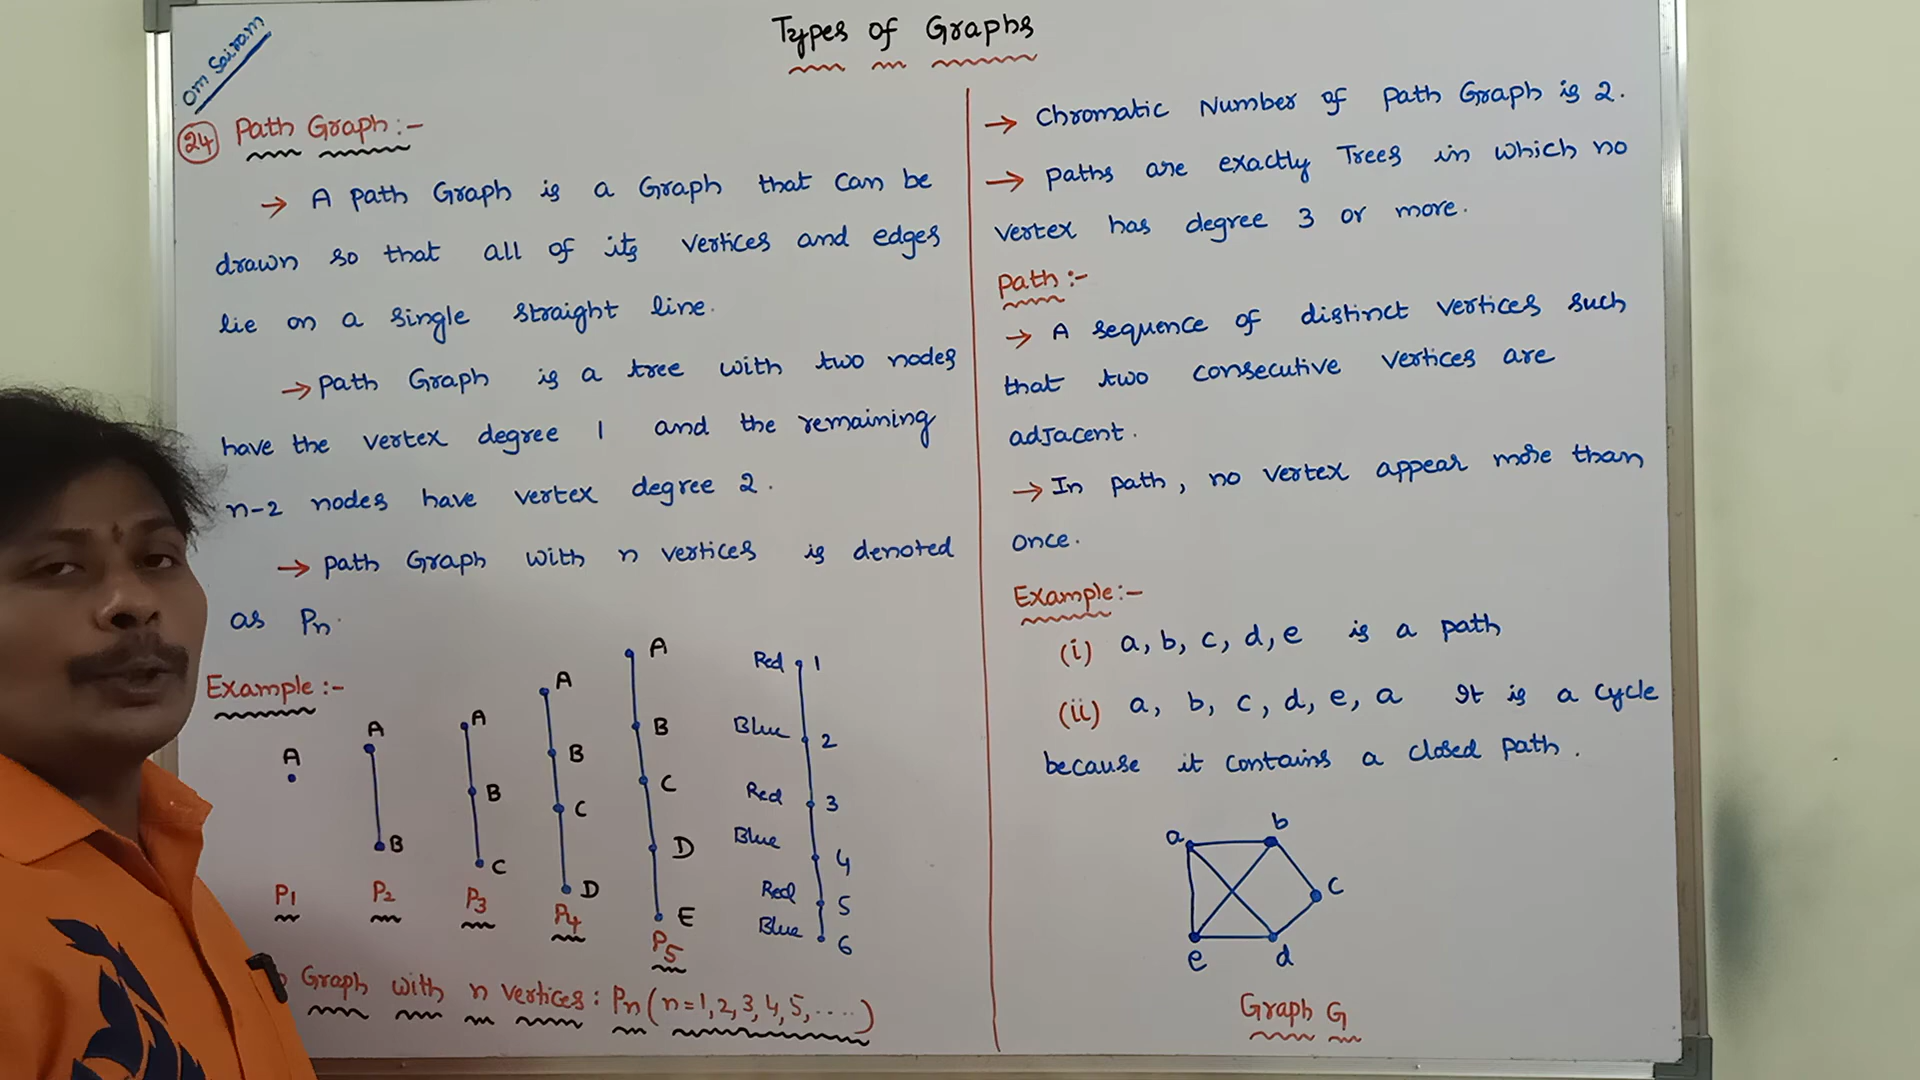 Types of Graphs
Om Sairam
24 Path Graph:-
→ A path Graph is a Graph that can be
drawn so that all of its vertices and edges
lie on a single straight line.
→ path Graph is a tree with two nodes
have the vertex degree 1 and the remaining
n-2 nodes have vertex degree 2.
→ path Graph with n vertices is denoted
as Pn.
Example:-
A
A
B
A
B
C
A
B
C
D
A
B
C
D
E
Red 1
Blue 2
Red 3
Blue 4
Red 5
Blue 6
P1 P2 P3 P4 P5
Graph with n vertices: Pn (n=1,2,3,4,5,....)
→ Chromatic Number of path Graph is 2.
→ paths are exactly Trees in which no
vertex has degree 3 or more.
path:-
→ A sequence of distinct vertices such
that two consecutive vertices are
adjacent.
→ In path, no vertex appear more than
once.
Example:-
(i) a, b, c, d, e is a path
(ii) a, b, c, d, e, a It is a cycle
because it contains a closed path.
a b
c
e d
Graph G